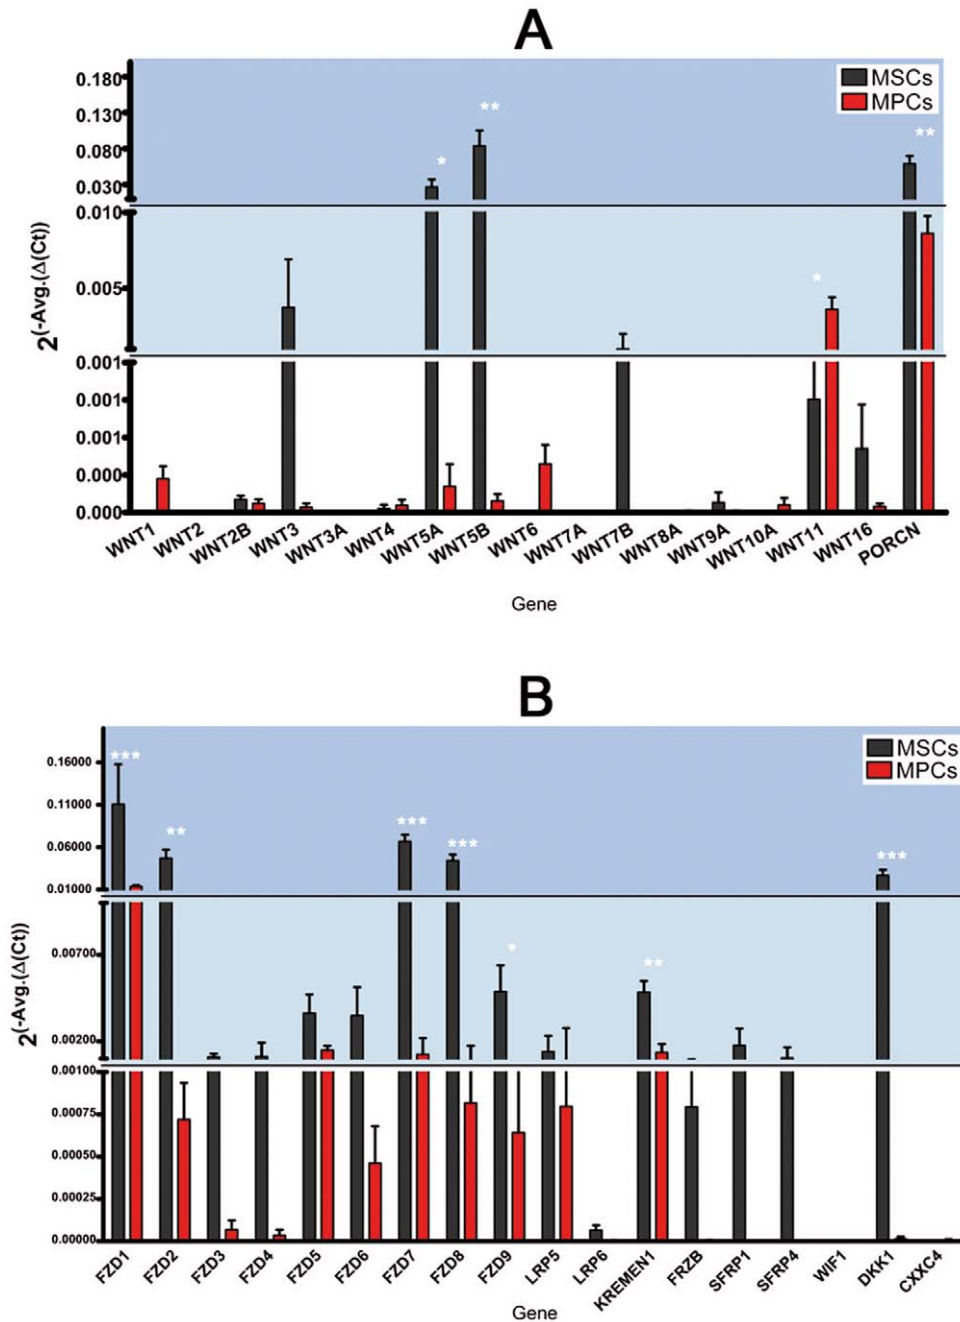 A
MSCs
MPCs
0.180
0.130
0.080
0.030
0.010
0.005
0.001
0.001
0.001
0.000
0.000
2(-Avg.(Δ(Ct))
*
**
*
**
WNT1 WNT2 WNT2B WNT3 WNT3A WNT4 WNT5A WNT5B WNT6 WNT7A WNT7B WNT8A WNT9A WNT10A WNT11 WNT16 PORCN
Gene
B
MSCs
MPCs
0.16000
0.11000
0.06000
0.01000
0.00700
0.00200
0.00100
0.00075
0.00050
0.00025
0.00000
2(-Avg.(Δ(Ct))
***
**
***
***
*
**
***
FZD1 FZD2 FZD3 FZD4 FZD5 FZD6 FZD7 FZD8 FZD9 LRP5 LRP6 KREMEN1 FRZB SFRP1 SFRP4 WIF1 DKK1 CXXC4
Gene